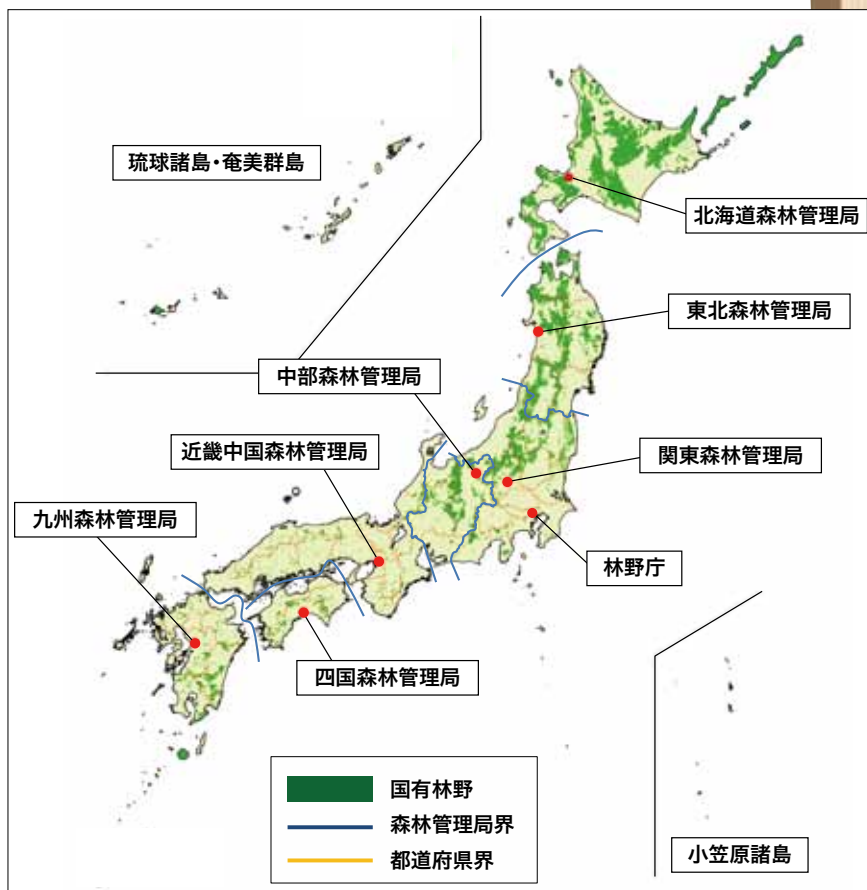 琉球諸島・奄美群島
北海道森林管理局
東北森林管理局
中部森林管理局
近畿中国森林管理局
関東森林管理局
九州森林管理局
林野庁
四国森林管理局
国有林野
森林管理局界
都道府県界
小笠原諸島